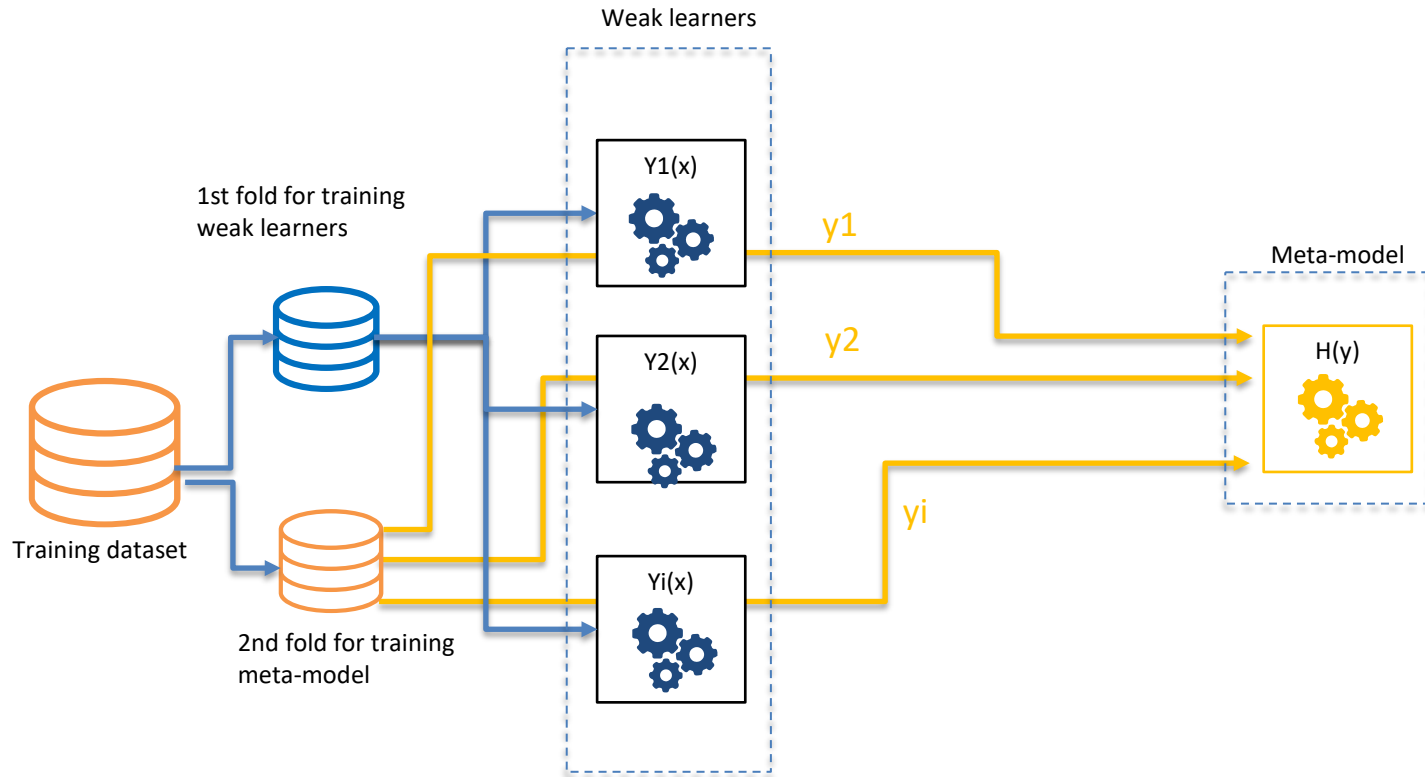 Weak learners
Y1(x)
1st fold for training
weak learners
y1
Meta-model
y2
Y2(x)
H(y)
yi
Training dataset
Yi(x)
2nd fold for training
meta-model